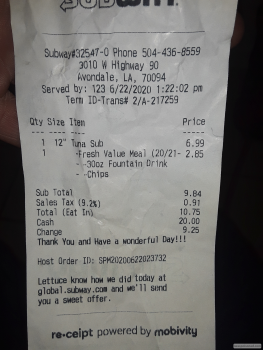 SUBWAY
Subway#32547-0 Phone 504-436-8559
3010 W Highway 90
Avondale, LA, 70094
Served by: 123 6/22/2020 1:22:02 pm
Term ID-Trans# 2/A-217259
Qty Size Item Price
--- ---- ---- -----
1 12" Tuna Sub 6.99
1 -Fresh Value Meal (20/21- 2.85
- -30oz Fountain Drink
- -Chips
Sub Total 9.84
Sales Tax (9.2%) 0.91
Total (Eat In) 10.75
Cash 20.00
Change 9.25
Thank You and Have a wonderful Day!!!
Host Order ID: SPM20200622023732
Lettuce know how we did today at
global.subway.com and we'll send
you a sweet offer.
re•ceipt powered by mobivity